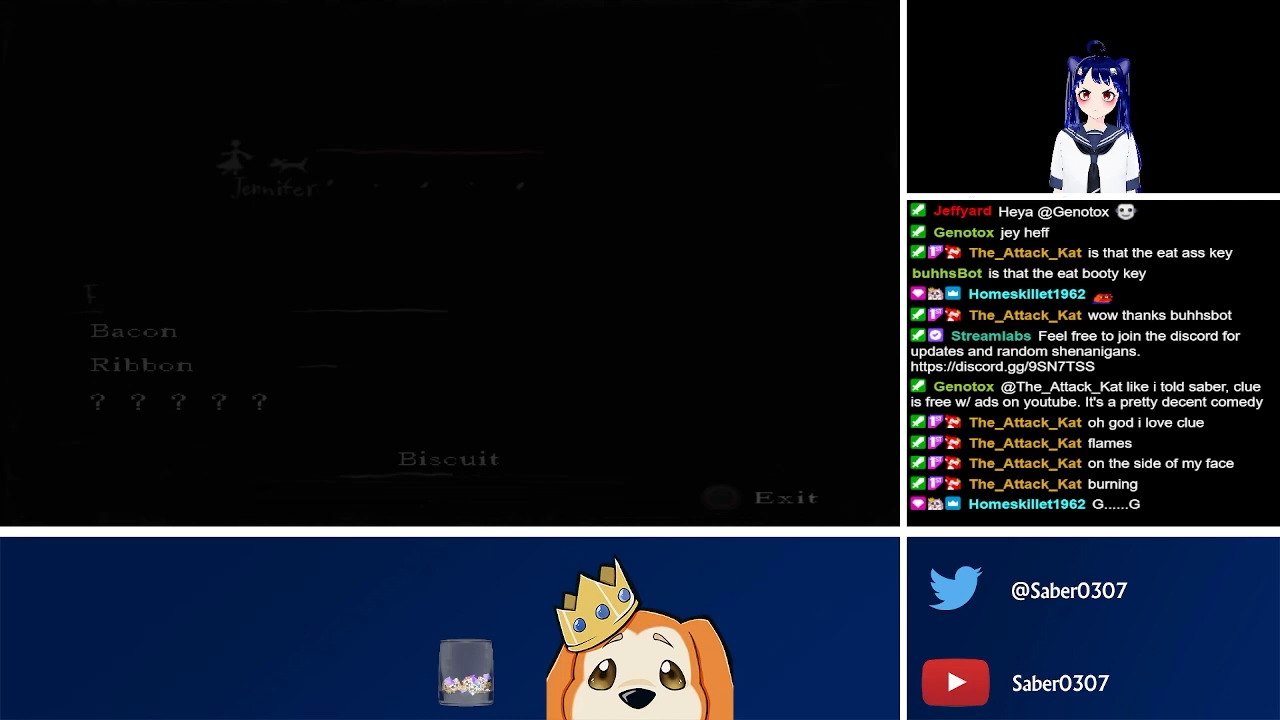 Jennifer
Bacon
Ribbon
? ? ? ? ?
Biscuit
Exit
Jeffyard Heya @Genotox
Genotox jey heff
The_Attack_Kat is that the eat ass key
buhhsBot is that the eat booty key
Homeskillet1962
The_Attack_Kat wow thanks buhhsbot
Streamlabs Feel free to join the discord for
updates and random shenanigans.
https://discord.gg/9SN7TSS
Genotox @The_Attack_Kat like i told saber, clue
is free w/ ads on youtube. It's a pretty decent comedy
The_Attack_Kat oh god i love clue
The_Attack_Kat flames
The_Attack_Kat on the side of my face
The_Attack_Kat burning
Homeskillet1962 G......G
@Saber0307
Saber0307